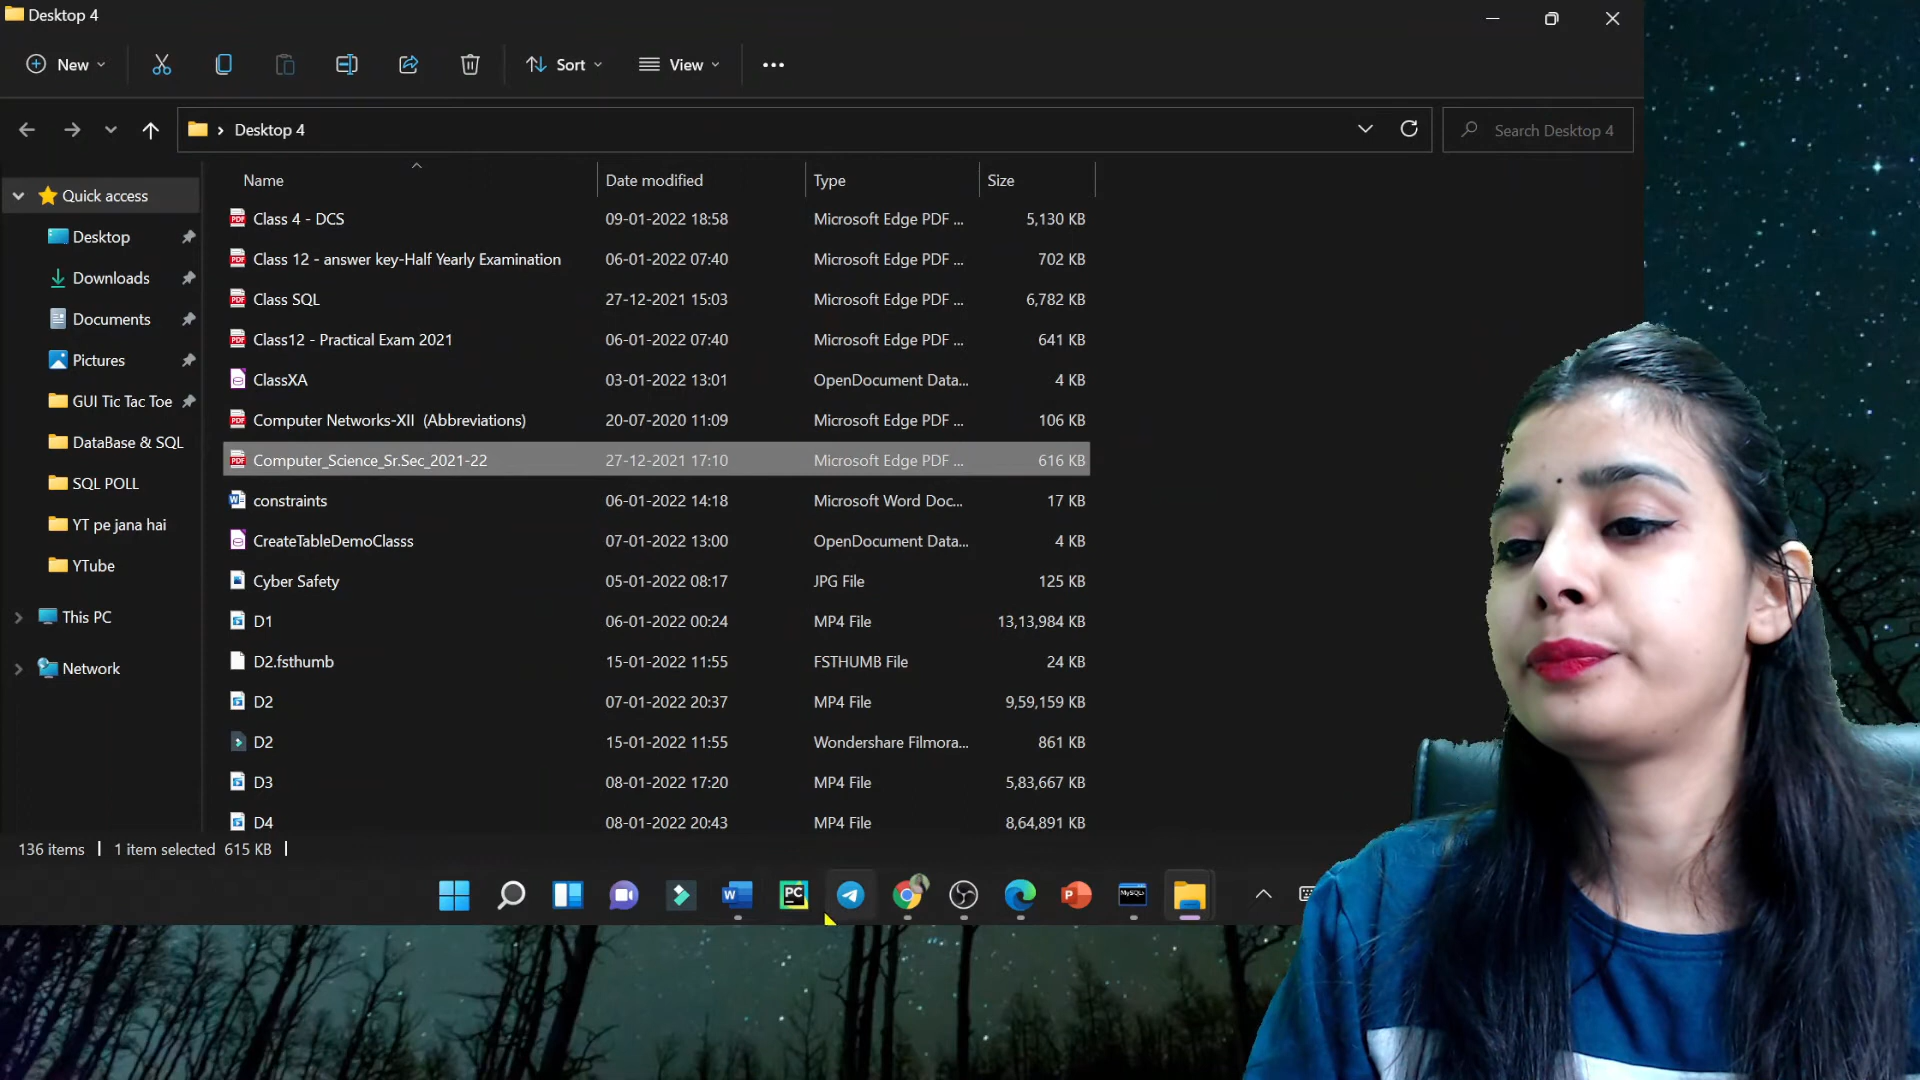 Desktop 4
New
Sort
View
Desktop 4
Search Desktop 4
Name Date modified Type Size
Quick access
Desktop
Downloads
Documents
Pictures
GUI Tic Tac Toe
DataBase & SQL
SQL POLL
YT pe jana hai
YTube
This PC
Network
Class 4 - DCS 09-01-2022 18:58 Microsoft Edge PDF ... 5,130 KB
Class 12 - answer key-Half Yearly Examination 06-01-2022 07:40 Microsoft Edge PDF ... 702 KB
Class SQL 27-12-2021 15:03 Microsoft Edge PDF ... 6,782 KB
Class12 - Practical Exam 2021 06-01-2022 07:40 Microsoft Edge PDF ... 641 KB
ClassXA 03-01-2022 13:01 OpenDocument Data... 4 KB
Computer Networks-XII (Abbreviations) 20-07-2020 11:09 Microsoft Edge PDF ... 106 KB
Computer_Science_Sr.Sec_2021-22 27-12-2021 17:10 Microsoft Edge PDF ... 616 KB
constraints 06-01-2022 14:18 Microsoft Word Doc... 17 KB
CreateTableDemoClasss 07-01-2022 13:00 OpenDocument Data... 4 KB
Cyber Safety 05-01-2022 08:17 JPG File 125 KB
D1 06-01-2022 00:24 MP4 File 13,13,984 KB
D2.fsthumb 15-01-2022 11:55 FSTHUMB File 24 KB
D2 07-01-2022 20:37 MP4 File 9,59,159 KB
D2 15-01-2022 11:55 Wondershare Filmora... 861 KB
D3 08-01-2022 17:20 MP4 File 5,83,667 KB
D4 08-01-2022 20:43 MP4 File 8,64,891 KB
136 items 1 item selected 615 KB